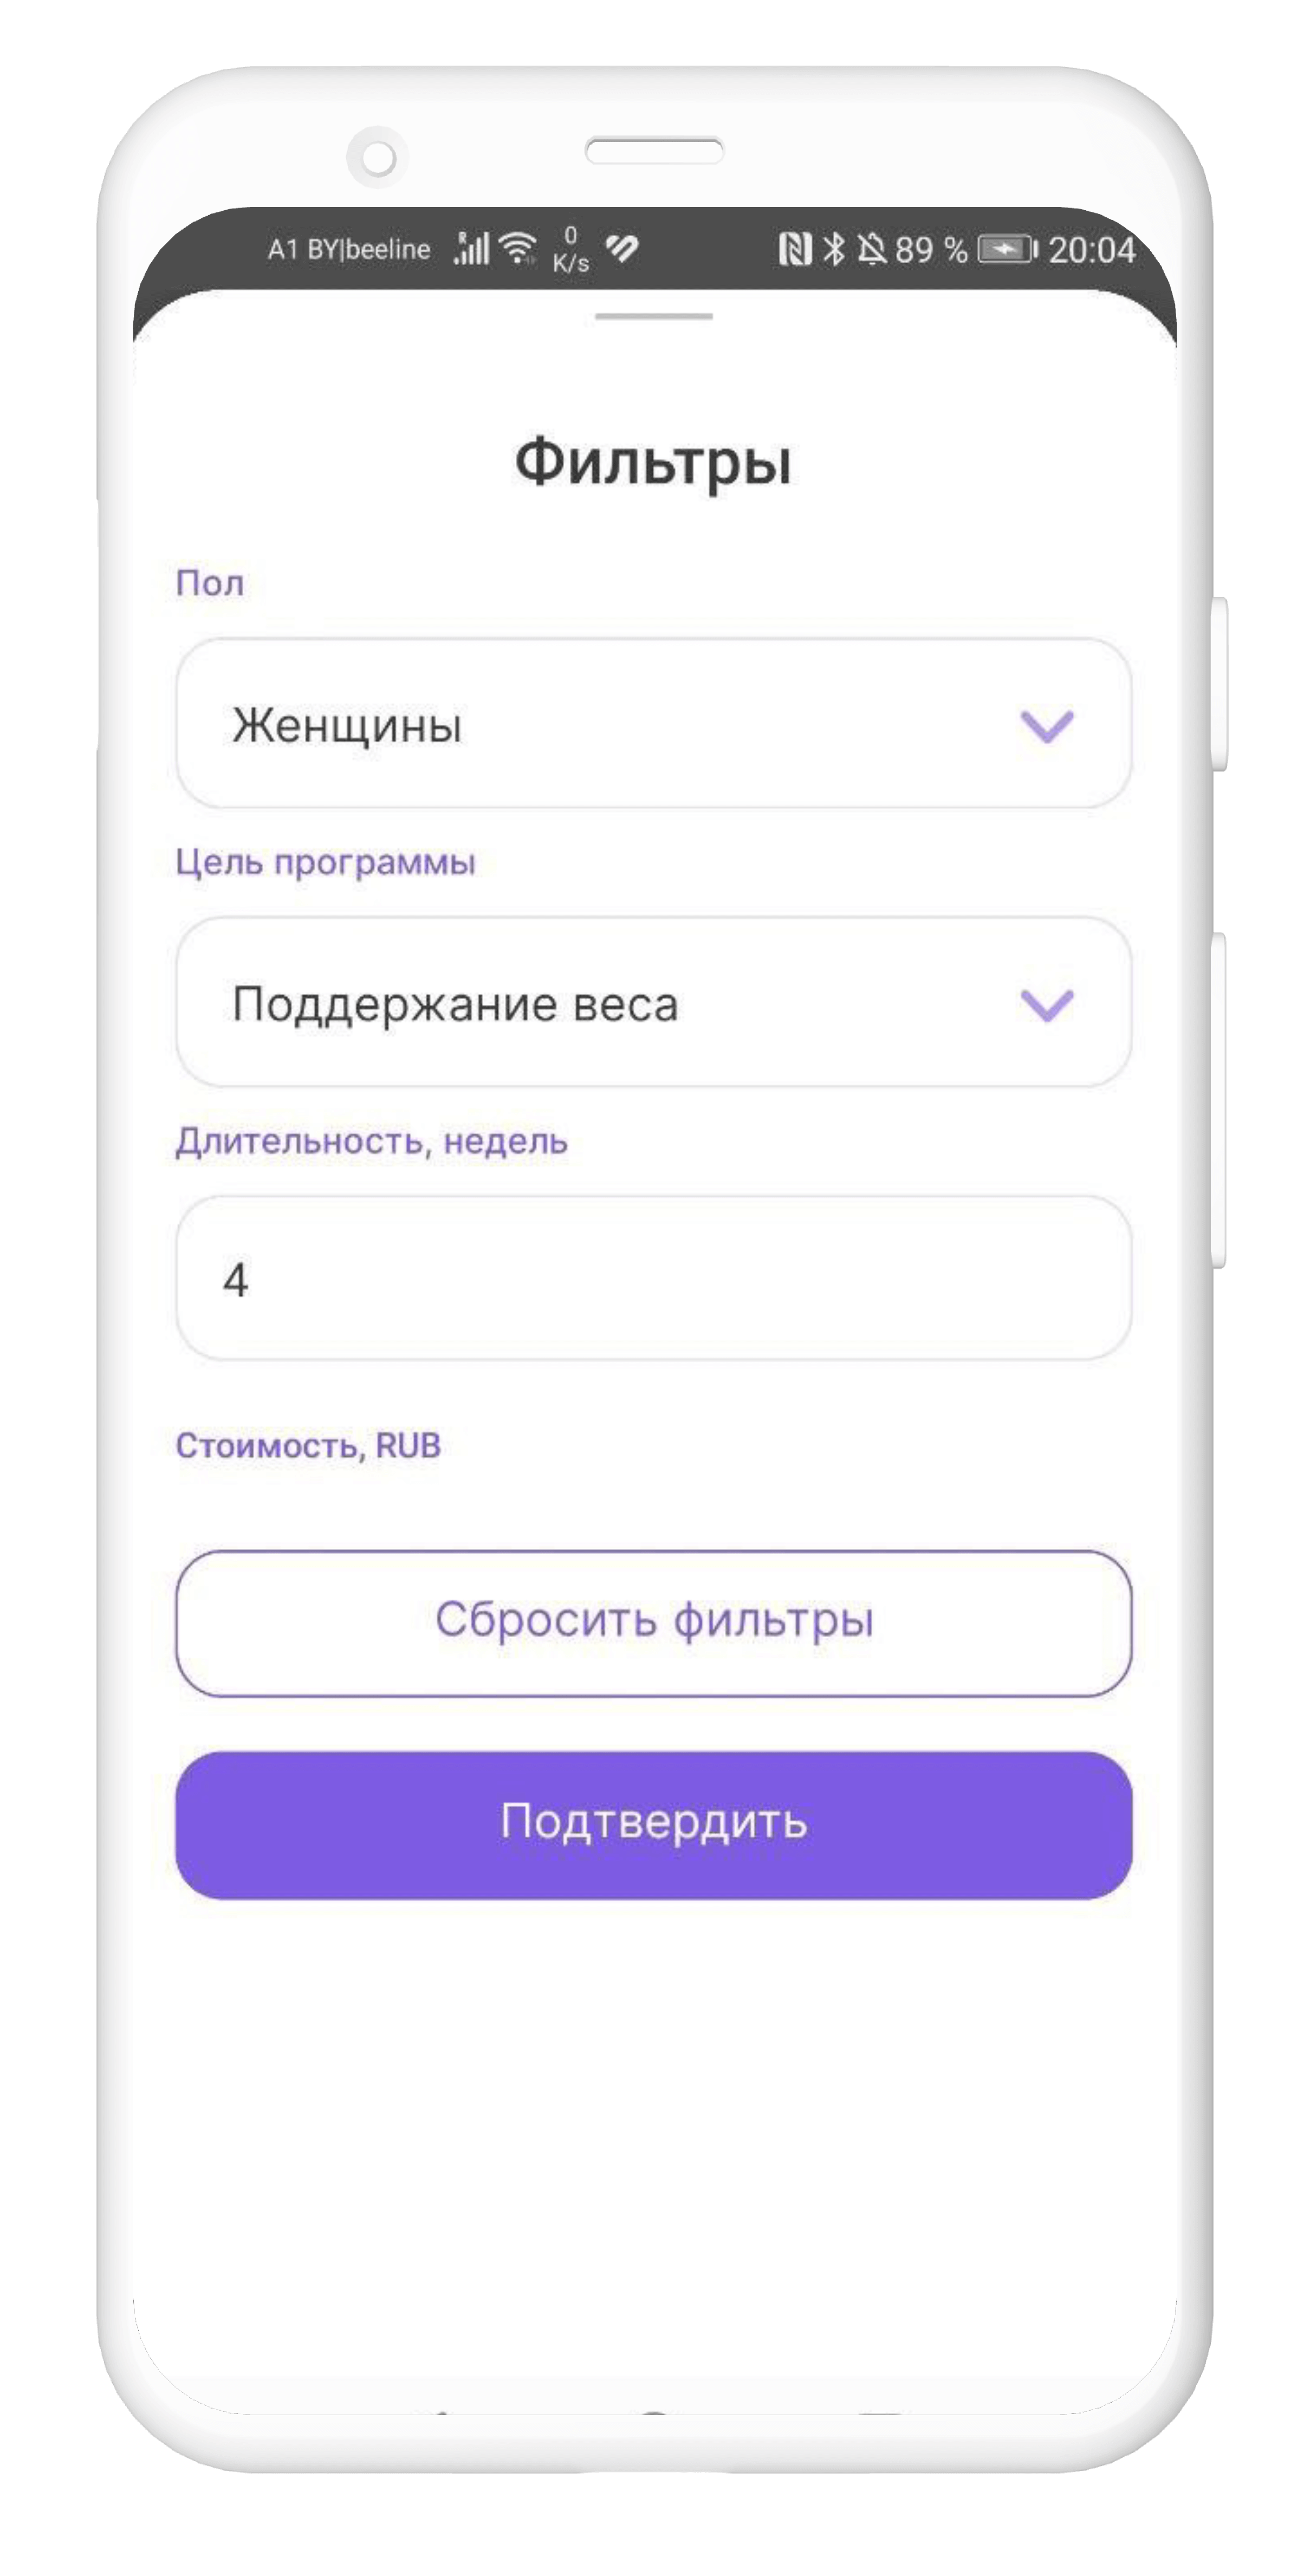 A1 BY|beeline R 0 K/s 89 % 20:04
Фильтры
Пол
Женщины
Цель программы
Поддержание веса
Длительность, недель
4
Стоимость, RUB
Сбросить фильтры
Подтвердить